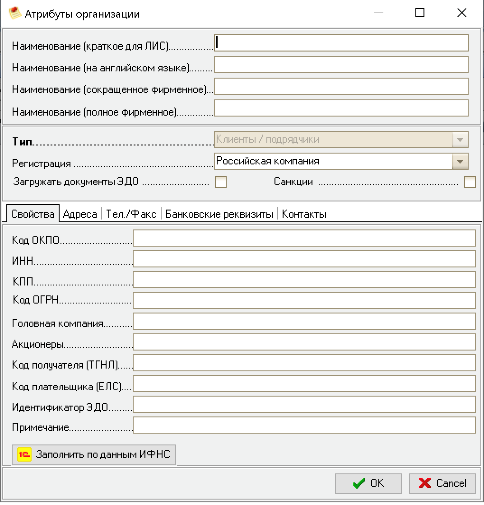 Атрибуты организации
Наименование (краткое для ЛИС)
Наименование (на английском языке)
Наименование (сокращенное фирменное)
Наименование (полное фирменное)
Тип Клиенты / подрядчики
Регистрация Российская компания
Загружать документы ЭДО Санкции
Свойства Адреса Тел./Факс Банковские реквизиты Контакты
Код ОКПО
ИНН
КПП
Код ОГРН
Головная компания
Акционеры
Код получателя (ТГНЛ)
Код плательщика (ЕЛС)
Идентификатор ЭДО
Примечание
1С Заполнить по данным ИФНС
OK Cancel